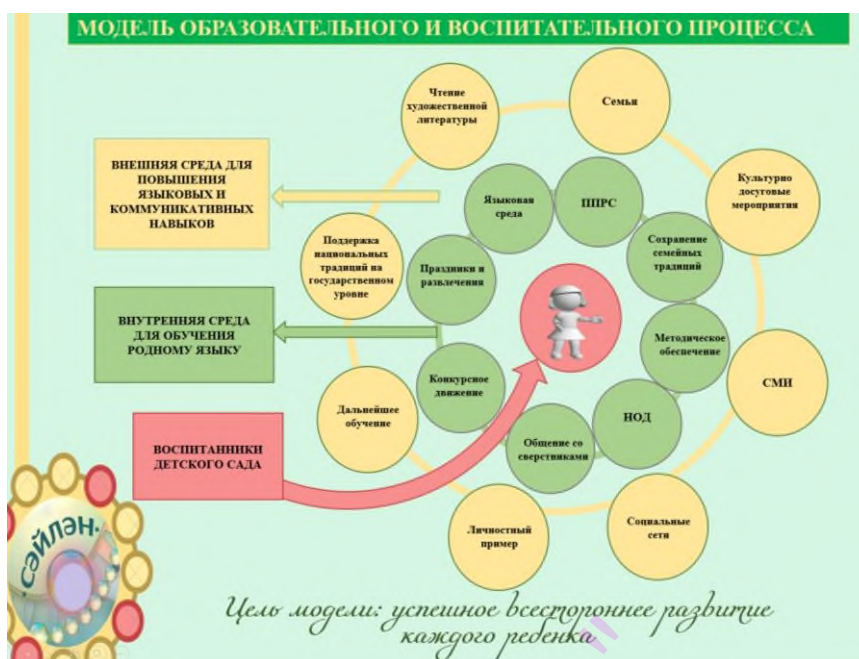 МОДЕЛЬ ОБРАЗОВАТЕЛЬНОГО И ВОСПИТАТЕЛЬНОГО ПРОЦЕССА
Чтение
художественной
литературы
Семья
ВНЕШНЯЯ СРЕДА ДЛЯ
ПОВЫШЕНИЯ
ЯЗЫКОВЫХ И
КОММУНИКАТИВНЫХ
НАВЫКОВ
Языковая
среда
ППРС
Культурно
досуговые
мероприятия
Поддержка
национальных
традиций на
государственном
уровне
Праздники и
развлечения
Сохранение
семейных
традиций
ВНУТРЕННЯЯ СРЕДА
ДЛЯ ОБУЧЕНИЯ
РОДНОМУ ЯЗЫКУ
Методическое
обеспечение
Конкурсное
движение
СМИ
Дальнейшее
обучение
НОД
ВОСПИТАННИКИ
ДЕТСКОГО САДА
Общение со
сверстниками
Личностный
пример
Социальные
сети
СӘЙЛӘН
Цель модели: успешное всестороннее развитие
каждого ребенка